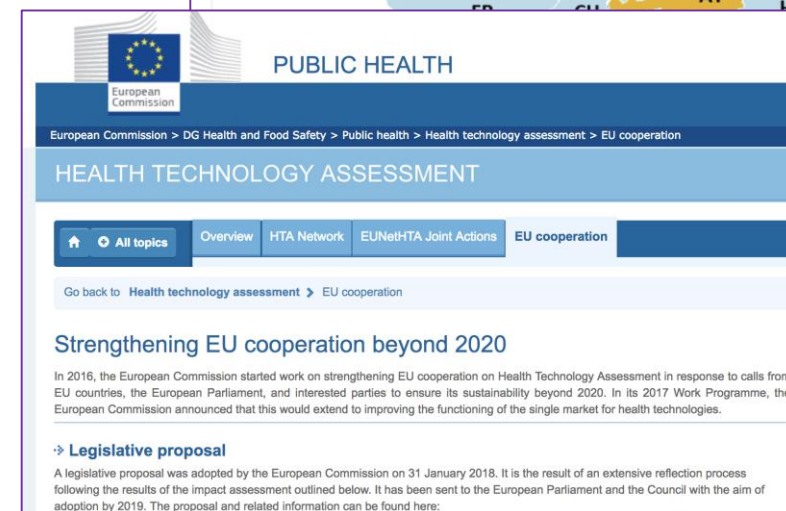 European
Commission
PUBLIC HEALTH
European Commission > DG Health and Food Safety > Public health > Health technology assessment > EU cooperation
HEALTH TECHNOLOGY ASSESSMENT
All topics Overview HTA Network EUNetHTA Joint Actions EU cooperation
Go back to Health technology assessment > EU cooperation
Strengthening EU cooperation beyond 2020
In 2016, the European Commission started work on strengthening EU cooperation on Health Technology Assessment in response to calls from
EU countries, the European Parliament, and interested parties to ensure its sustainability beyond 2020. In its 2017 Work Programme, the
European Commission announced that this would extend to improving the functioning of the single market for health technologies.
Legislative proposal
A legislative proposal was adopted by the European Commission on 31 January 2018. It is the result of an extensive reflection process
following the results of the impact assessment outlined below. It has been sent to the European Parliament and the Council with the aim of
adoption by 2019. The proposal and related information can be found here: